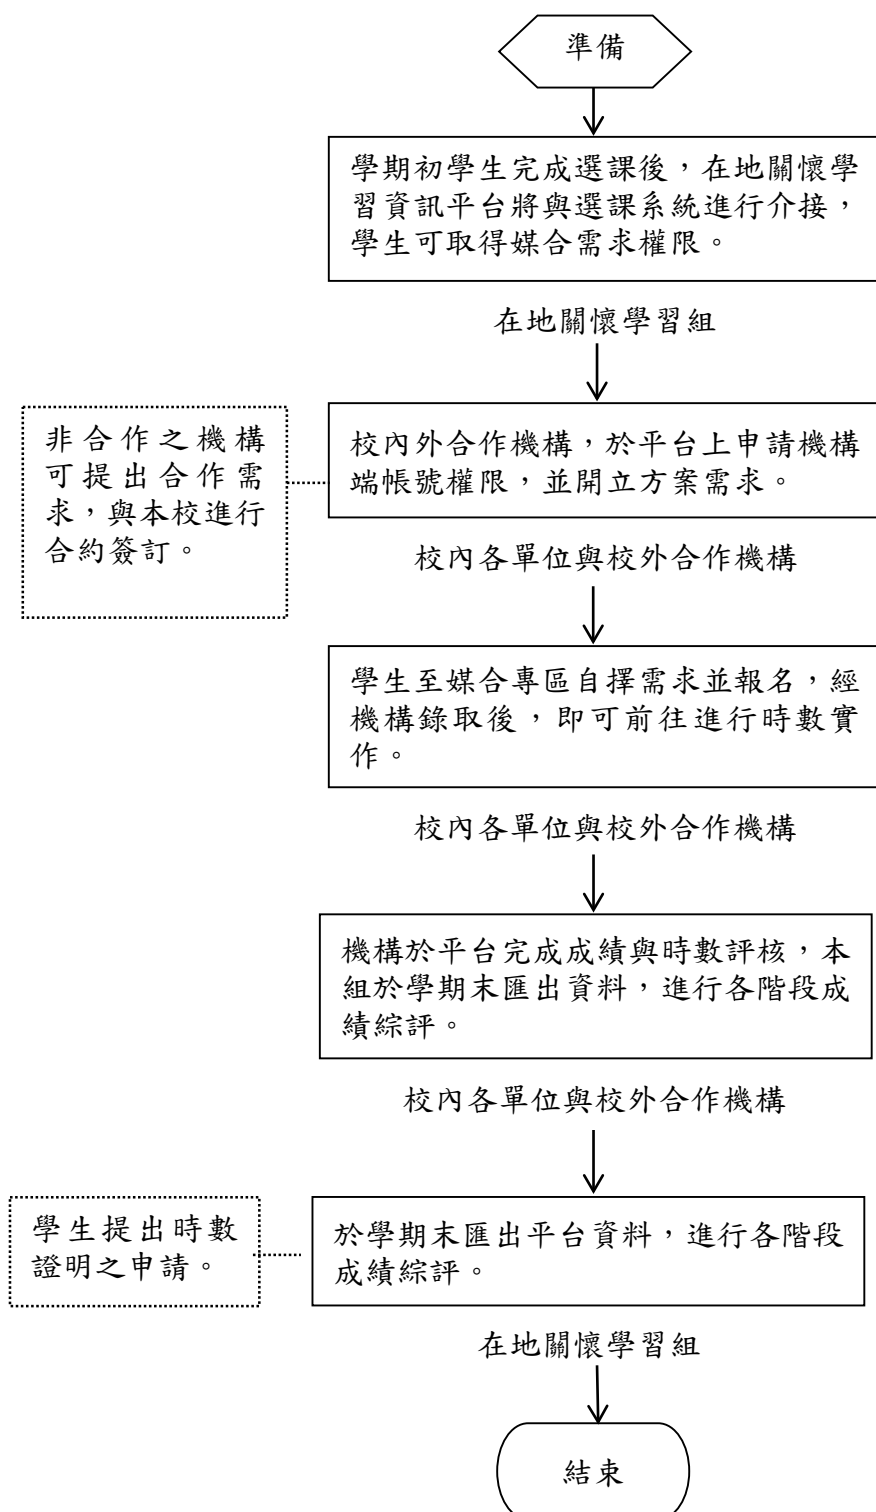 準備
學期初學生完成選課後，在地關懷學
習資訊平台將與選課系統進行介接，
學生可取得媒合需求權限。
在地關懷學習組
非合作之機構
可提出合作需
求，與本校進行
合約簽訂。
校內外合作機構，於平台上申請機構
端帳號權限，並開立方案需求。
校內各單位與校外合作機構
學生至媒合專區自擇需求並報名，經
機構錄取後，即可前往進行時數實
作。
校內各單位與校外合作機構
機構於平台完成成績與時數評核，本
組於學期末匯出資料，進行各階段成
績綜評。
校內各單位與校外合作機構
學生提出時數
證明之申請。
於學期末匯出平台資料，進行各階段
成績綜評。
在地關懷學習組
結束